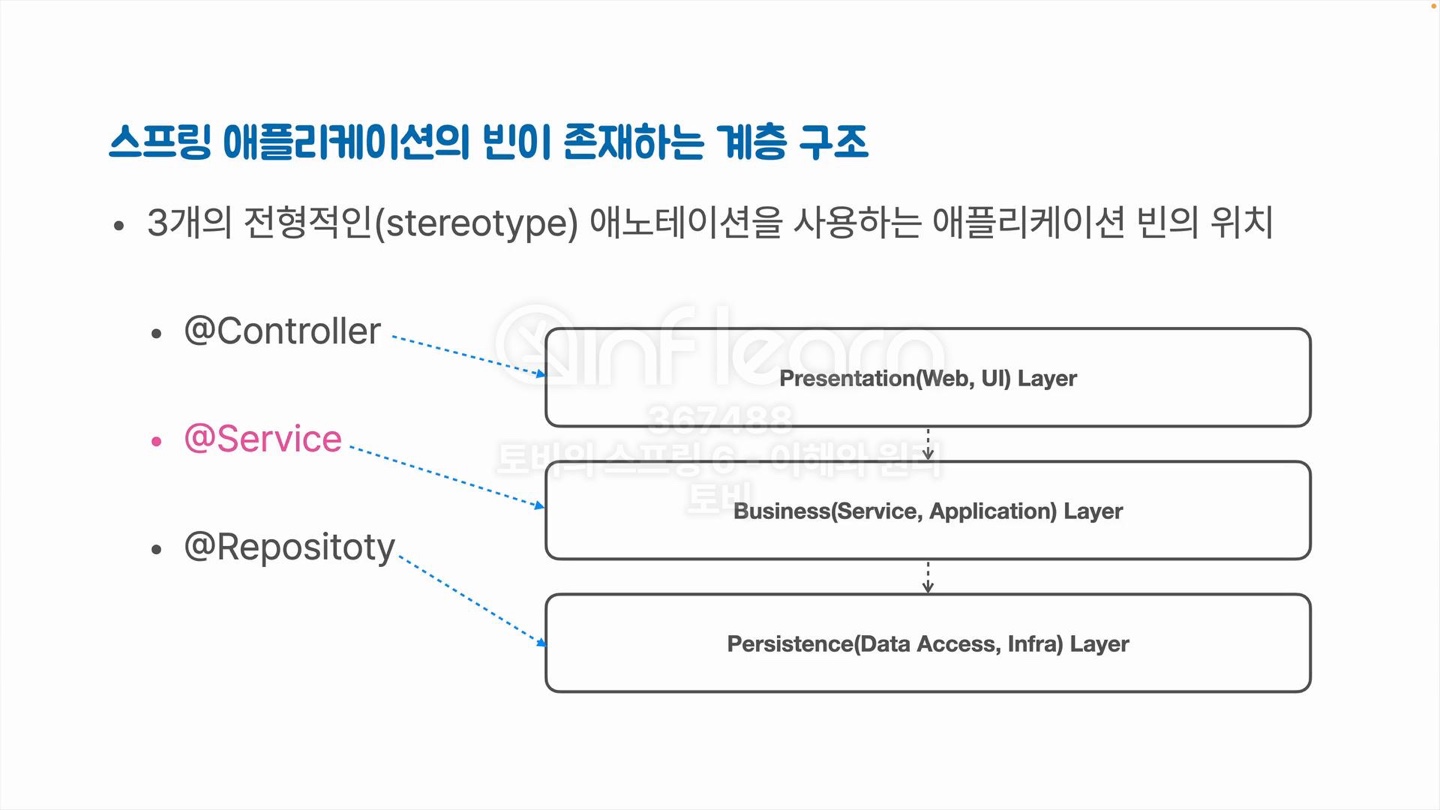 스프링 애플리케이션의 빈이 존재하는 계층 구조
• 3개의 전형적인(stereotype) 애노테이션을 사용하는 애플리케이션 빈의 위치
• @Controller
• @Service
• @Repositoty
Presentation(Web, UI) Layer
Business(Service, Application) Layer
Persistence(Data Access, Infra) Layer
inflearn
367488
토비의 스프링 6 - 이해와 원리
토비